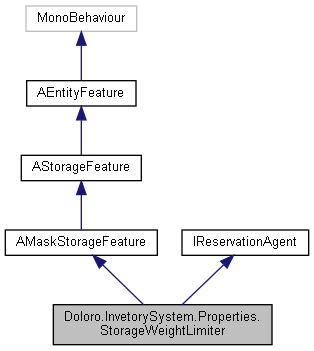 MonoBehaviour
AEntityFeature
AStorageFeature
AMaskStorageFeature
IReservationAgent
Doloro.InvetorySystem.Properties.
StorageWeightLimiter